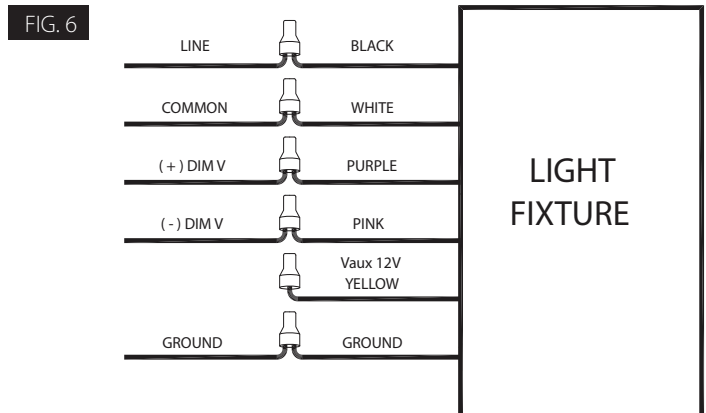 FIG. 6
LINE
BLACK
COMMON
WHITE
( + ) DIM V
PURPLE
( - ) DIM V
PINK
Vaux 12V
YELLOW
GROUND
GROUND
LIGHT
FIXTURE